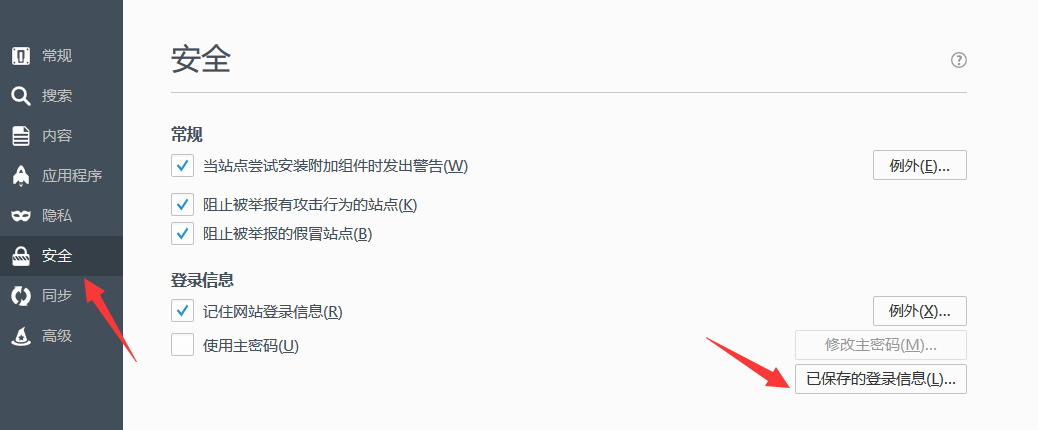 常规
搜索
内容
应用程序
隐私
安全
同步
高级
安全
?
常规
当站点尝试安装附加组件时发出警告(W)
例外(E)...
阻止被举报有攻击行为的站点(K)
阻止被举报的假冒站点(B)
登录信息
记住网站登录信息(R)
例外(X)...
使用主密码(U)
修改主密码(M)...
已保存的登录信息(L)...